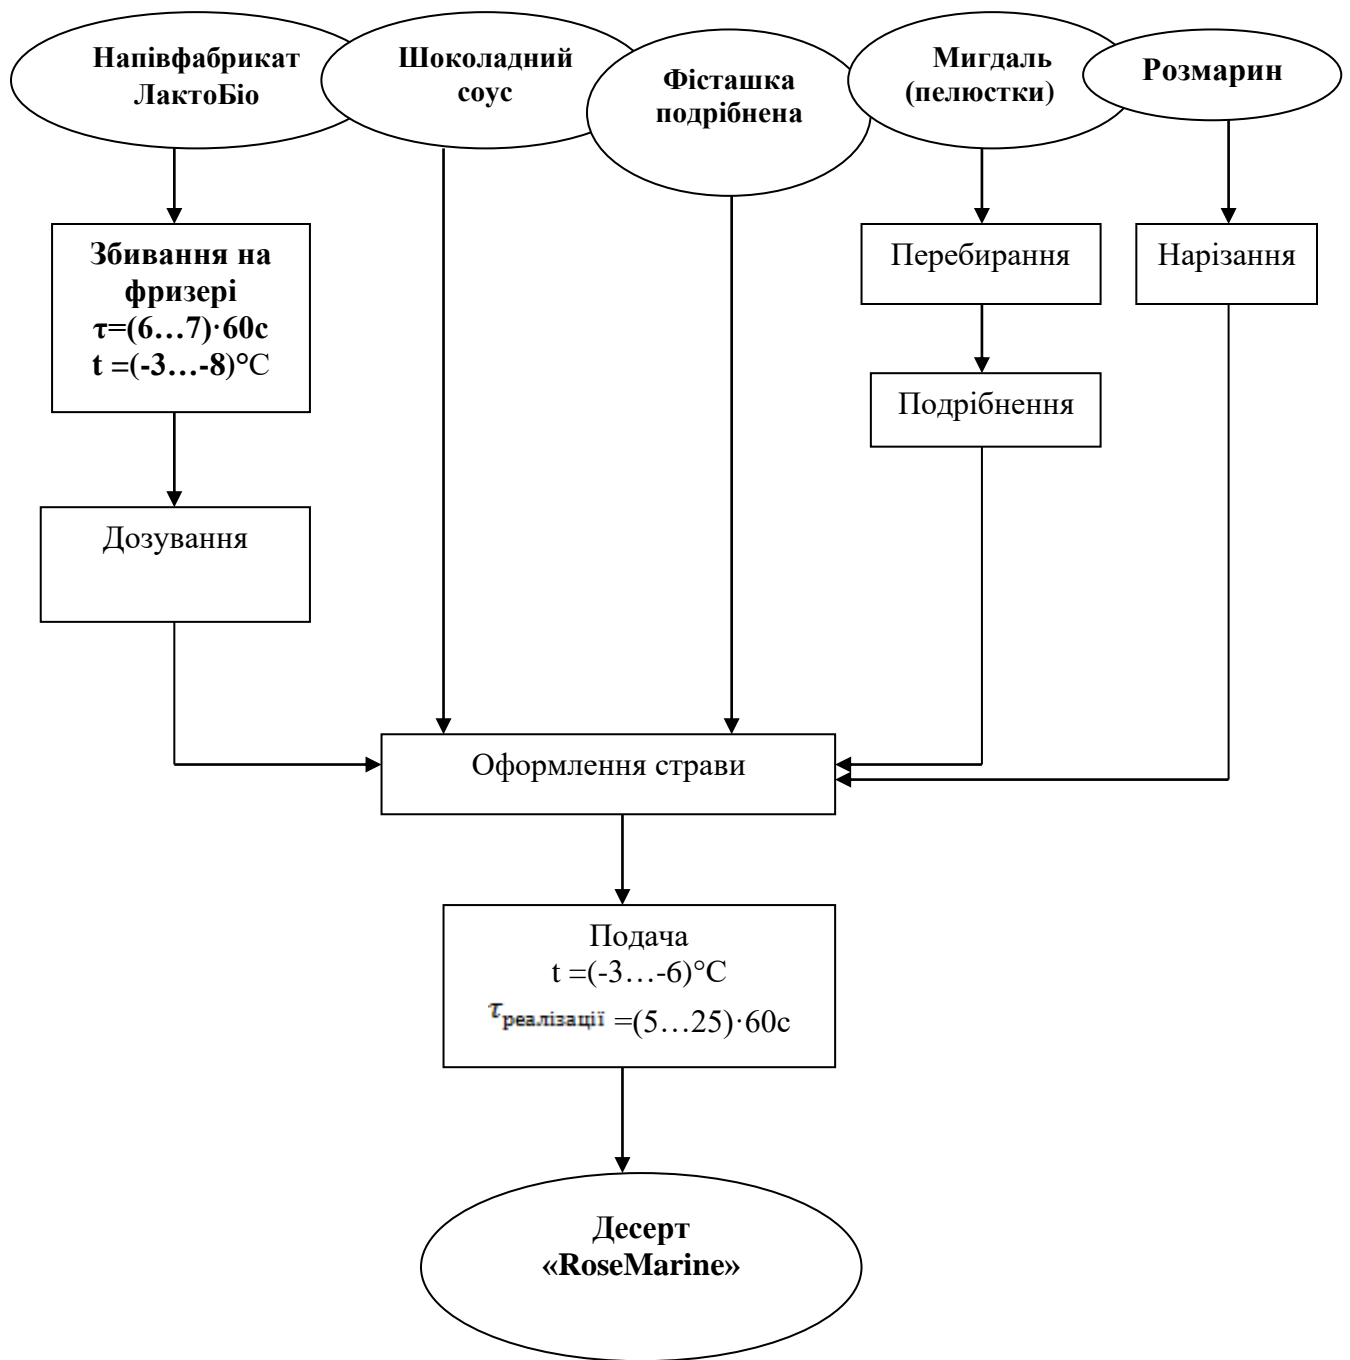 Напівфабрикат
ЛактоБіо
Шоколадний
соус
Фісташка
подрібнена
Мигдаль
(пелюстки)
Розмарин
Збивання на
фризері
τ=(6…7)·60с
t =(-3…-8)°С
Перебирання
Нарізання
Подрібнення
Дозування
Оформлення страви
Подача
t =(-3…-6)°С
τреалізації =(5…25)·60с
Десерт
«RoseMarine»